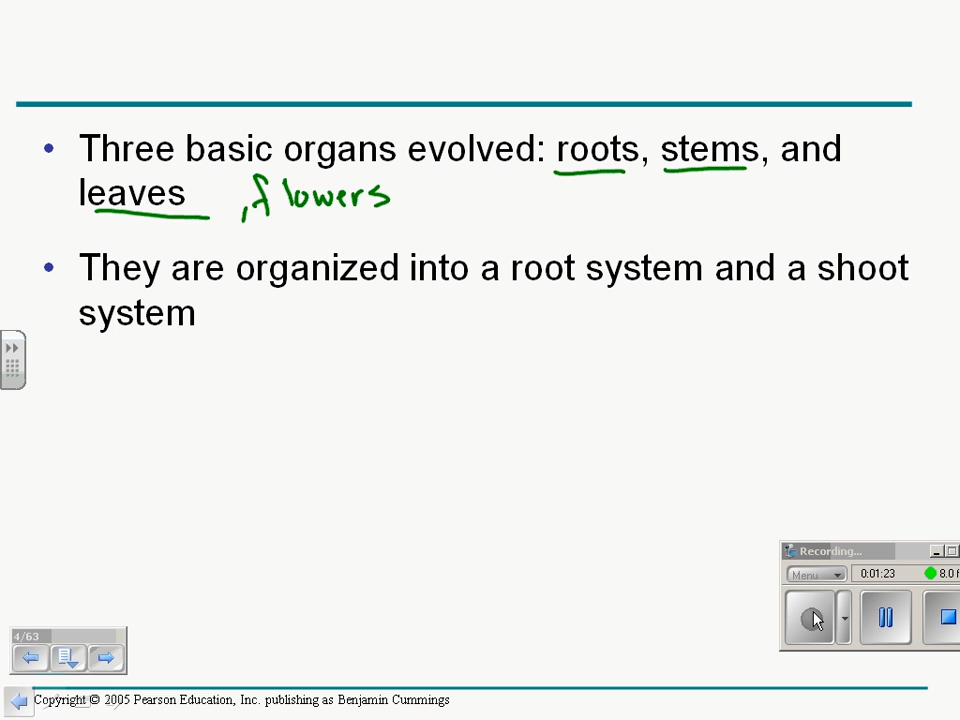 • Three basic organs evolved: roots, stems, and
leaves , flowers
• They are organized into a root system and a shoot
system
Recording...
Menu 0:01:23 8.0 f
4/63
Copyright © 2005 Pearson Education, Inc. publishing as Benjamin Cummings